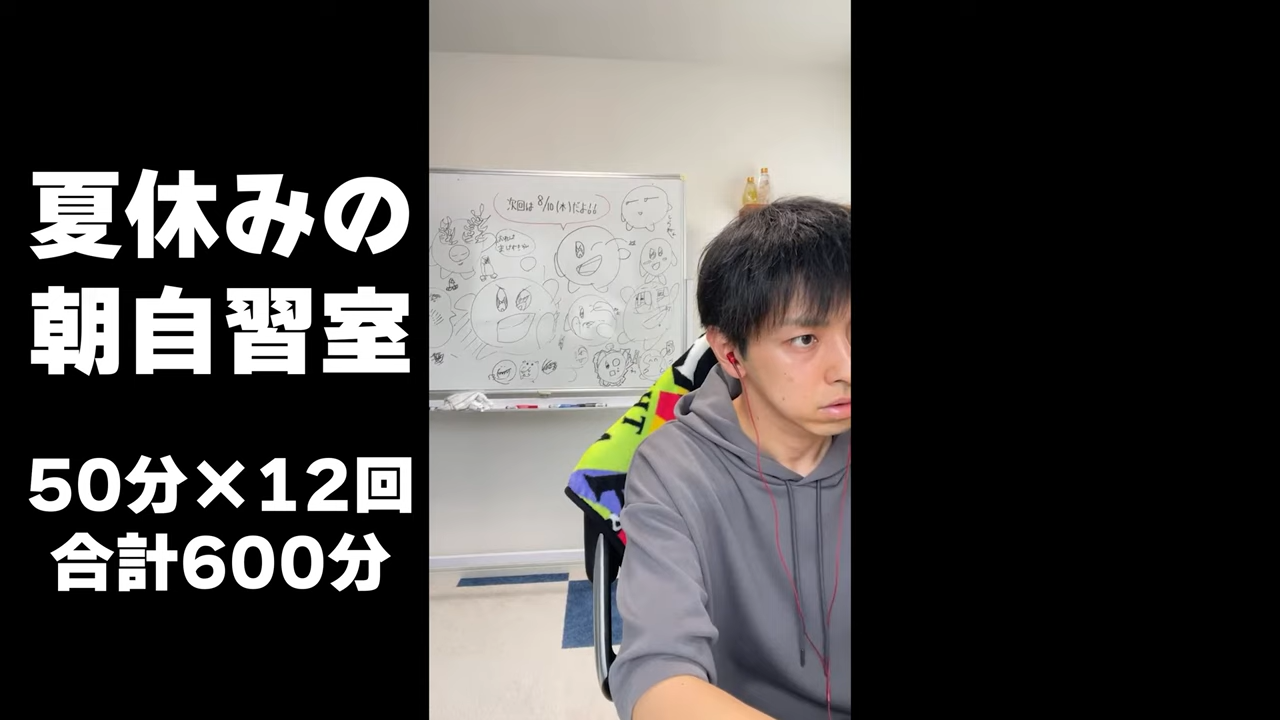 夏休みの
朝自習室
50分×12回
合計600分
次回は 8/10(木)だよ!!